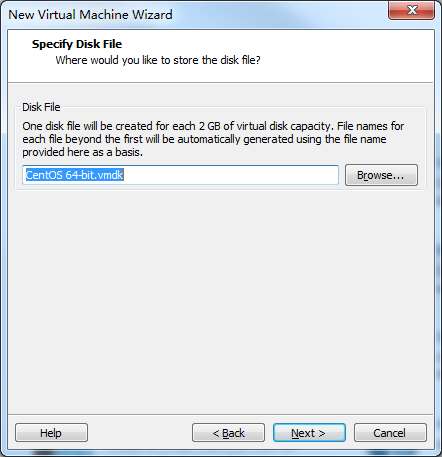 New Virtual Machine Wizard
Specify Disk File
Where would you like to store the disk file?
Disk File
One disk file will be created for each 2 GB of virtual disk capacity. File names for
each file beyond the first will be automatically generated using the file name
provided here as a basis.
CentOS 64-bit.vmdk
Browse...
Help
< Back
Next >
Cancel